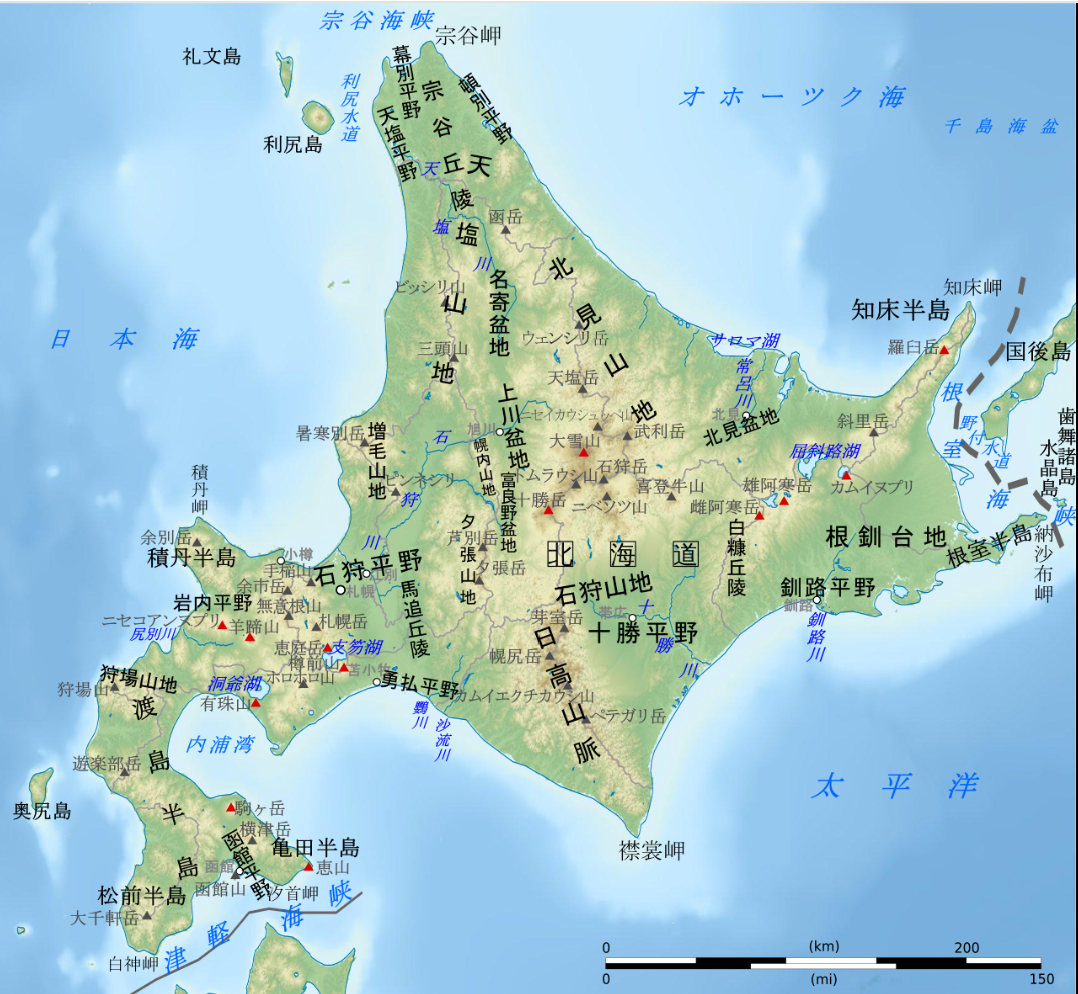 宗谷海峡
宗谷岬
礼文島
利尻水道
利尻島
幕別平野
頓別平野
天塩平野
宗谷丘陵
オホーツク海
千島海盆
天塩川
天塩山地
函岳
北見山地
ピッシリ山
名寄盆地
ウェンシリ岳
三頭山
天塩岳
日本海
サロマ湖
常呂川
北見
北見盆地
知床岬
知床半島
羅臼岳
国後島
根室海峡
野付水道
歯舞諸島
水晶島
斜里岳
屈斜路湖
カムイヌプリ
上川盆地
旭川
ニセイカウシュッペ山
武利岳
大雪山
石狩岳
トムラウシ山
喜登牛山
ニペソツ山
十勝岳
雄阿寒岳
雌阿寒岳
白糠丘陵
暑寒別岳
増毛山地
ピンネシリ
石狩川
幌内山地
富良野盆地
芦別岳
夕張山地
夕張岳
北海道
石狩山地
根釧台地
根室半島
納沙布岬
釧路平野
釧路
釧路川
積丹岬
余別岳
積丹半島
小樽
手稲山
石狩平野
江別
札幌
余市岳
無意根山
札幌岳
馬追丘陵
岩内平野
ニセコアンヌプリ
羊蹄山
尻別川
恵庭岳
支笏湖
樽前山
苫小牧
ホロホロ山
洞爺湖
有珠山
勇払平野
鵡川
沙流川
芽室岳
帯広
十勝平野
十勝川
幌尻岳
カムイエクウチカウシ山
ペテガリ岳
日高山脈
襟裳岬
狩場山地
狩場山
渡島半島
内浦湾
遊楽部岳
奥尻島
駒ヶ岳
横津岳
函館平野
函館
函館山
亀田半島
恵山
汐首岬
松前半島
大千軒岳
白神岬
津軽海峡
太平洋
0 (km) 200
0 (mi) 150